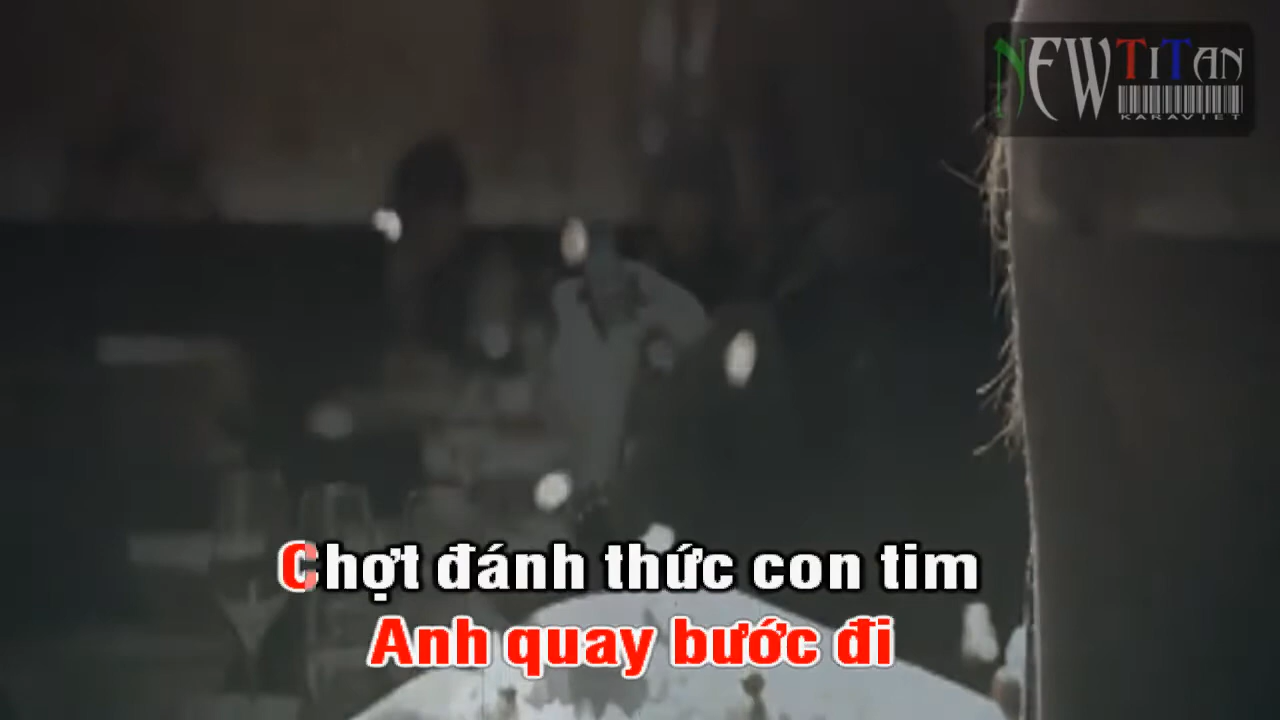 NEWTiTAN
KARAVIET
Chợt đánh thức con tim
Anh quay bước đi